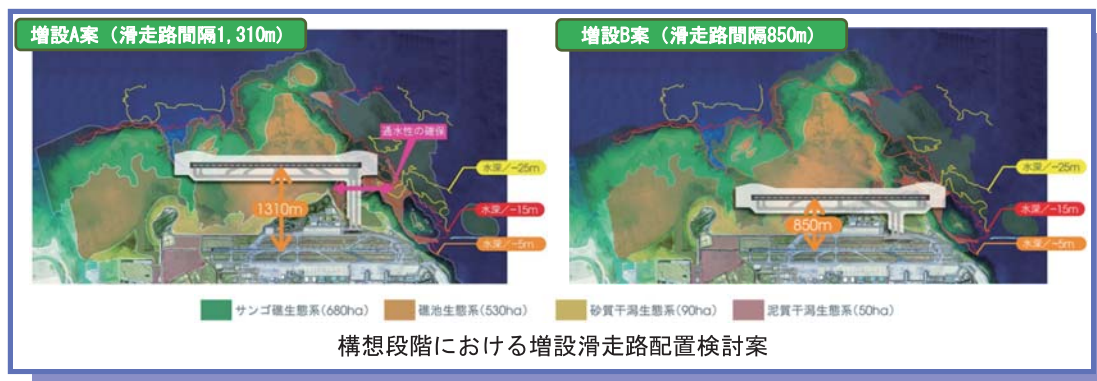 増設A案（滑走路間隔1,310m）
増設B案（滑走路間隔850m）
通水性の確保
水深/-25m
1310m
水深/-15m
水深/-5m
水深/-25m
850m
水深/-15m
水深/-5m
サンゴ礁生態系(680ha)
礁池生態系(530ha)
砂質干潟生態系(90ha)
泥質干潟生態系(50ha)
構想段階における増設滑走路配置検討案